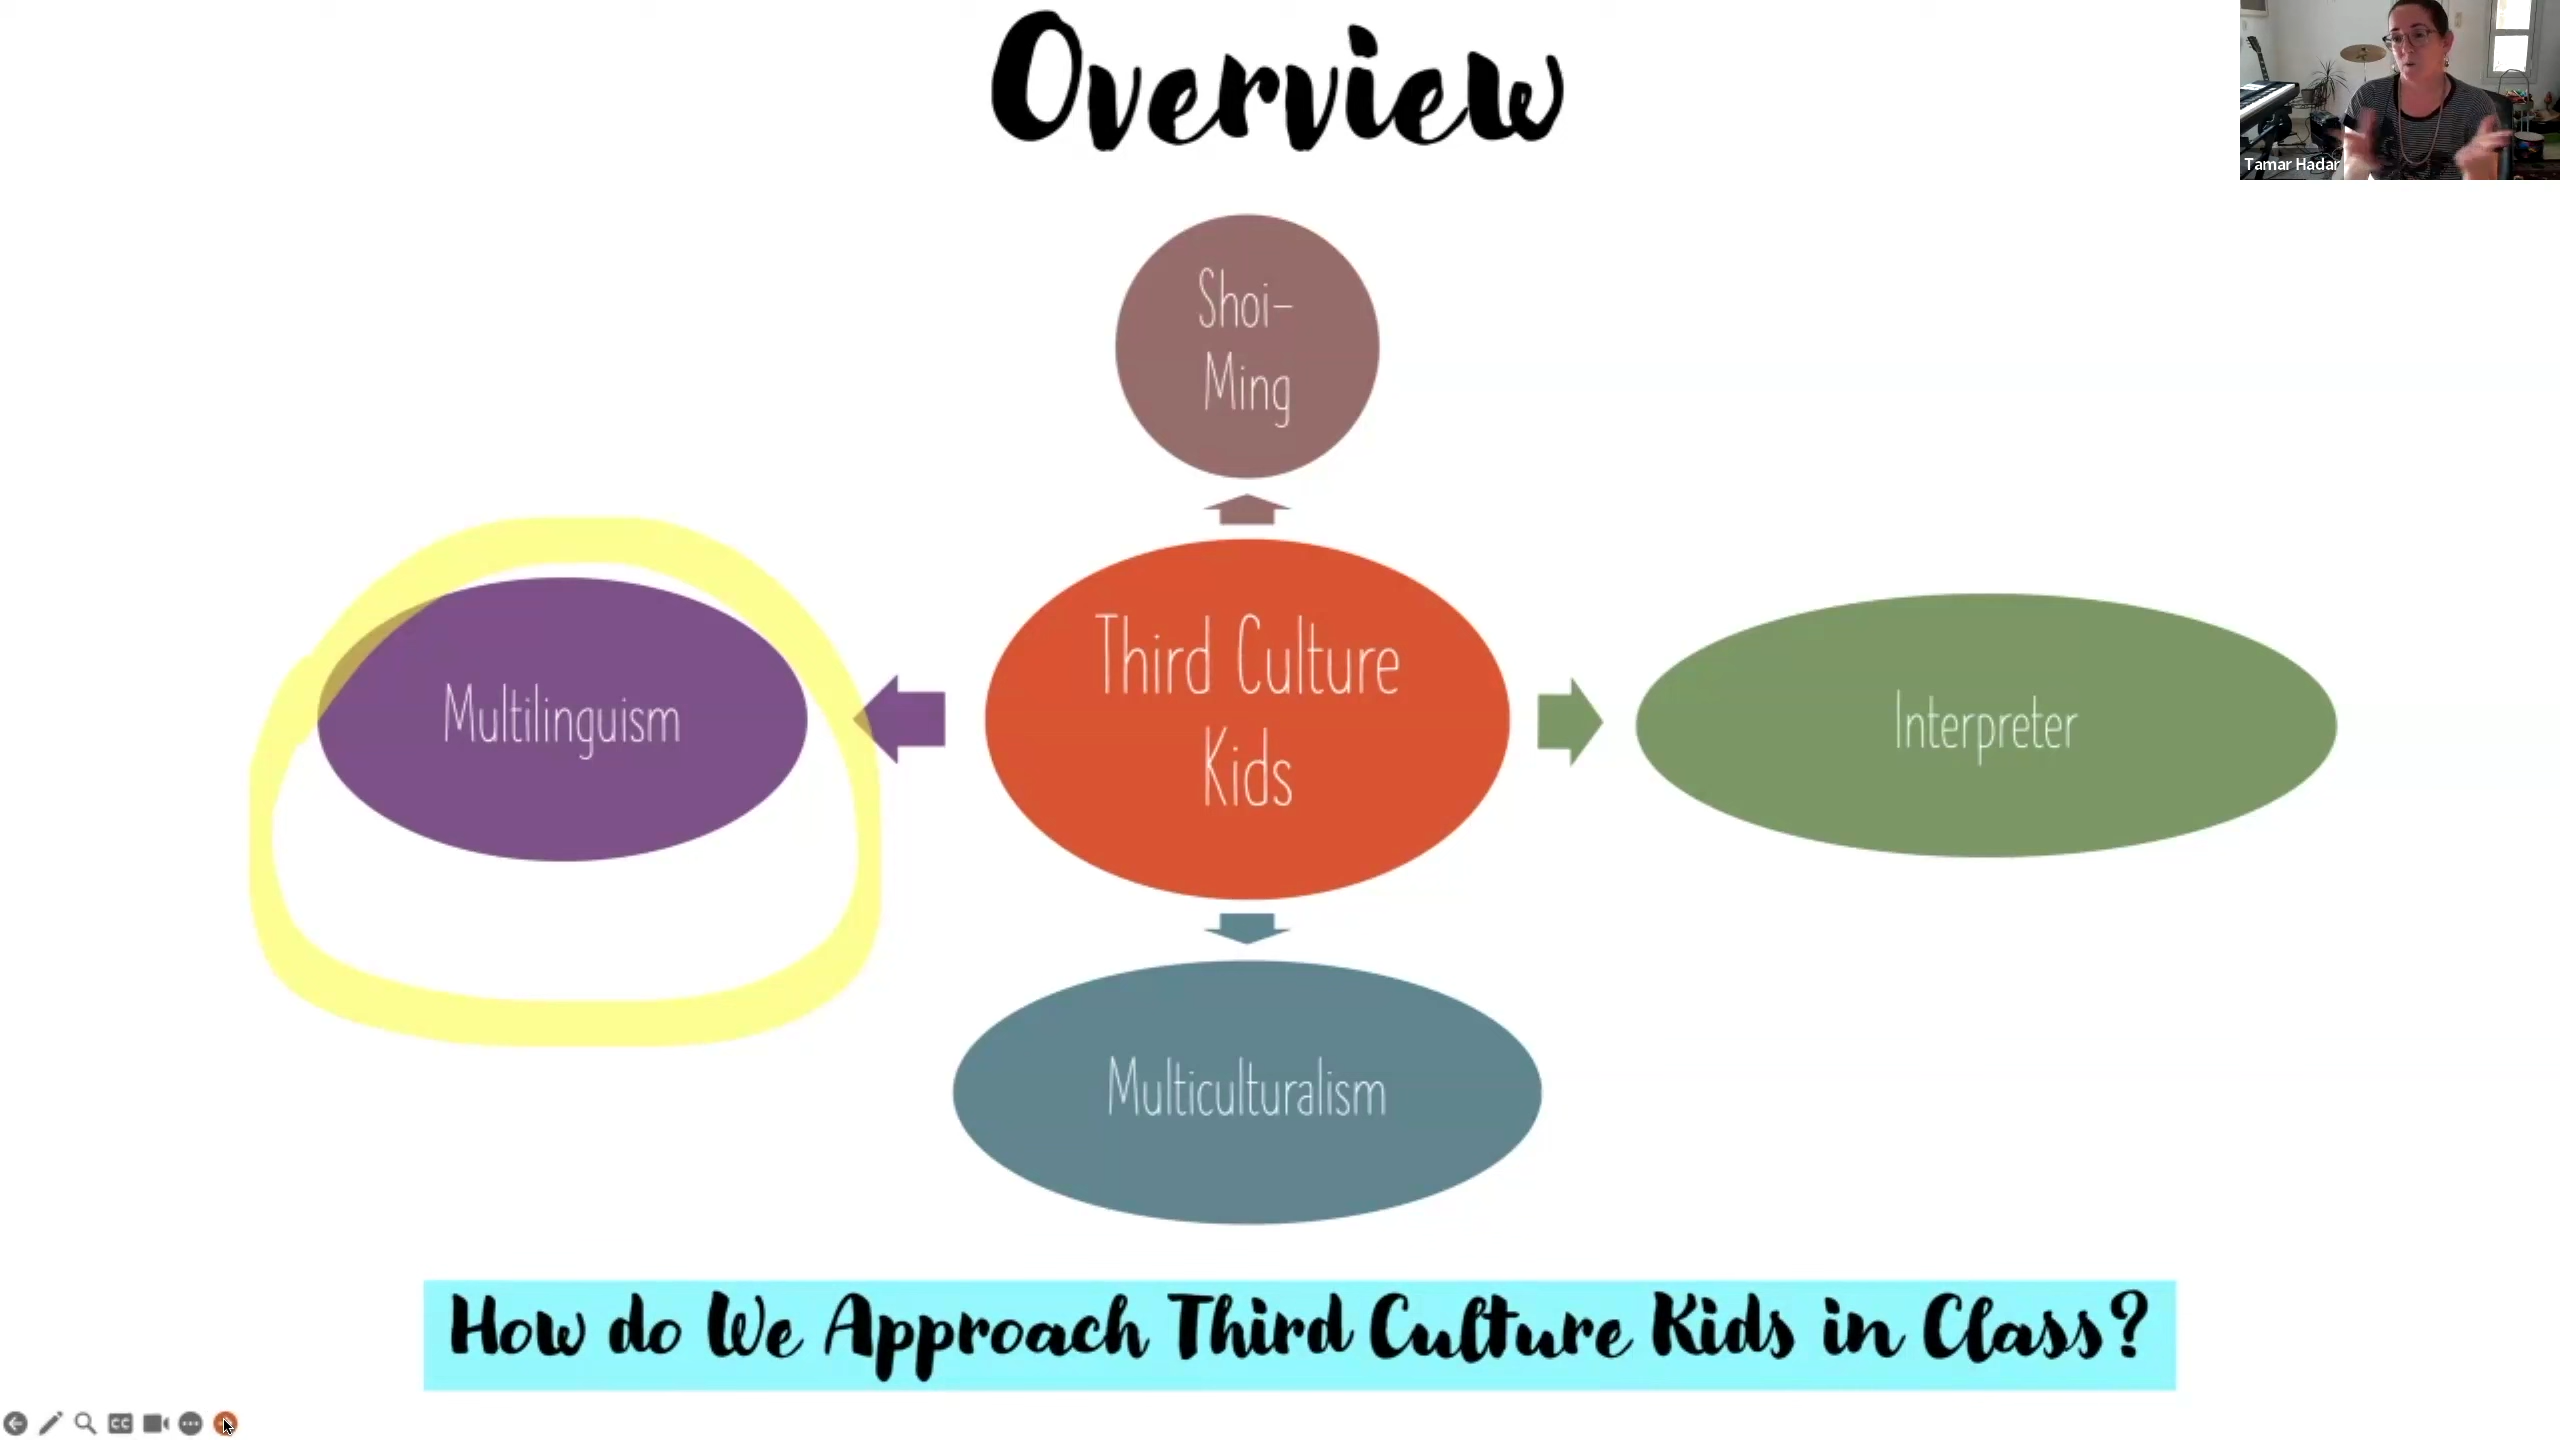 Overview
Tamar Hadar
Shoi-
Ming
Multilinguism
Third Culture
Kids
Interpreter
Multiculturalism
How do We Approach Third Culture Kids in Class?
CC